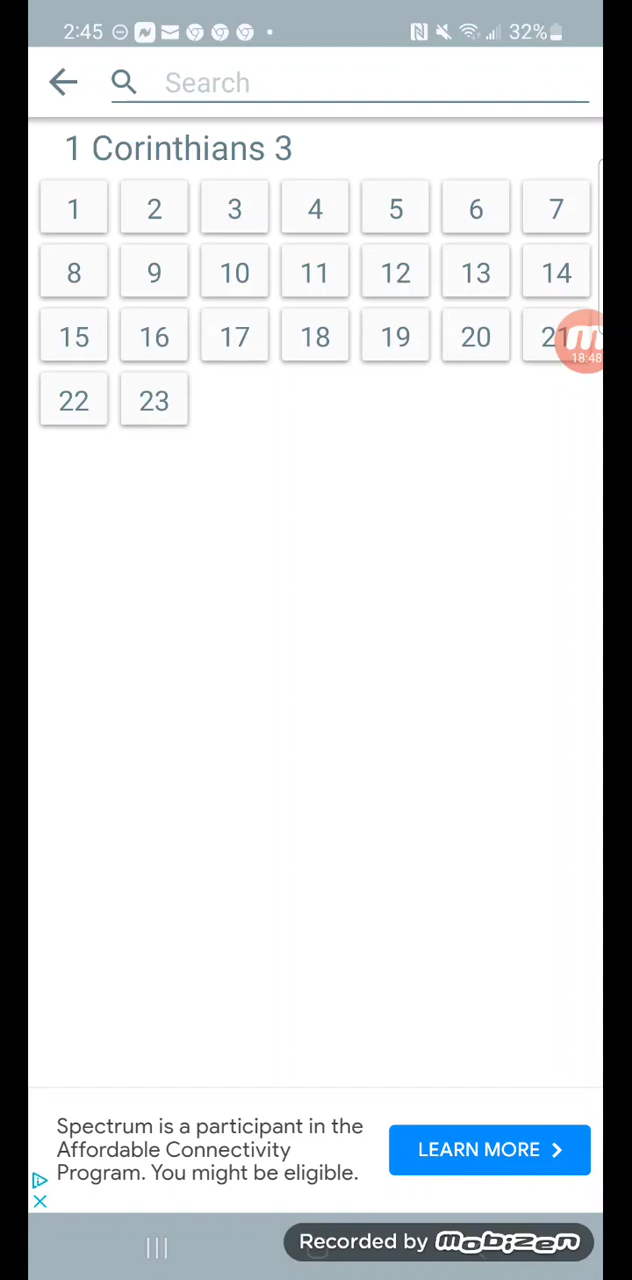 2:45 32%
Search
1 Corinthians 3
1 2 3 4 5 6 7
8 9 10 11 12 13 14
15 16 17 18 19 20 21
18:48
22 23
Spectrum is a participant in the
Affordable Connectivity
Program. You might be eligible.
LEARN MORE
Recorded by mobizen